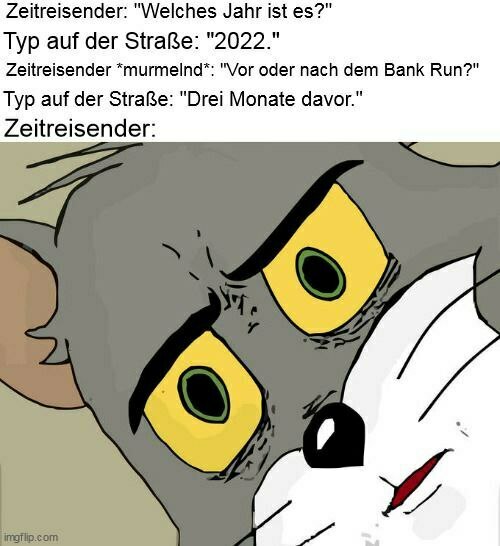 Zeitreisender: "Welches Jahr ist es?"
Typ auf der Straße: "2022."
Zeitreisender *murmelnd*: "Vor oder nach dem Bank Run?"
Typ auf der Straße: "Drei Monate davor."
Zeitreisender:
imgflip.com